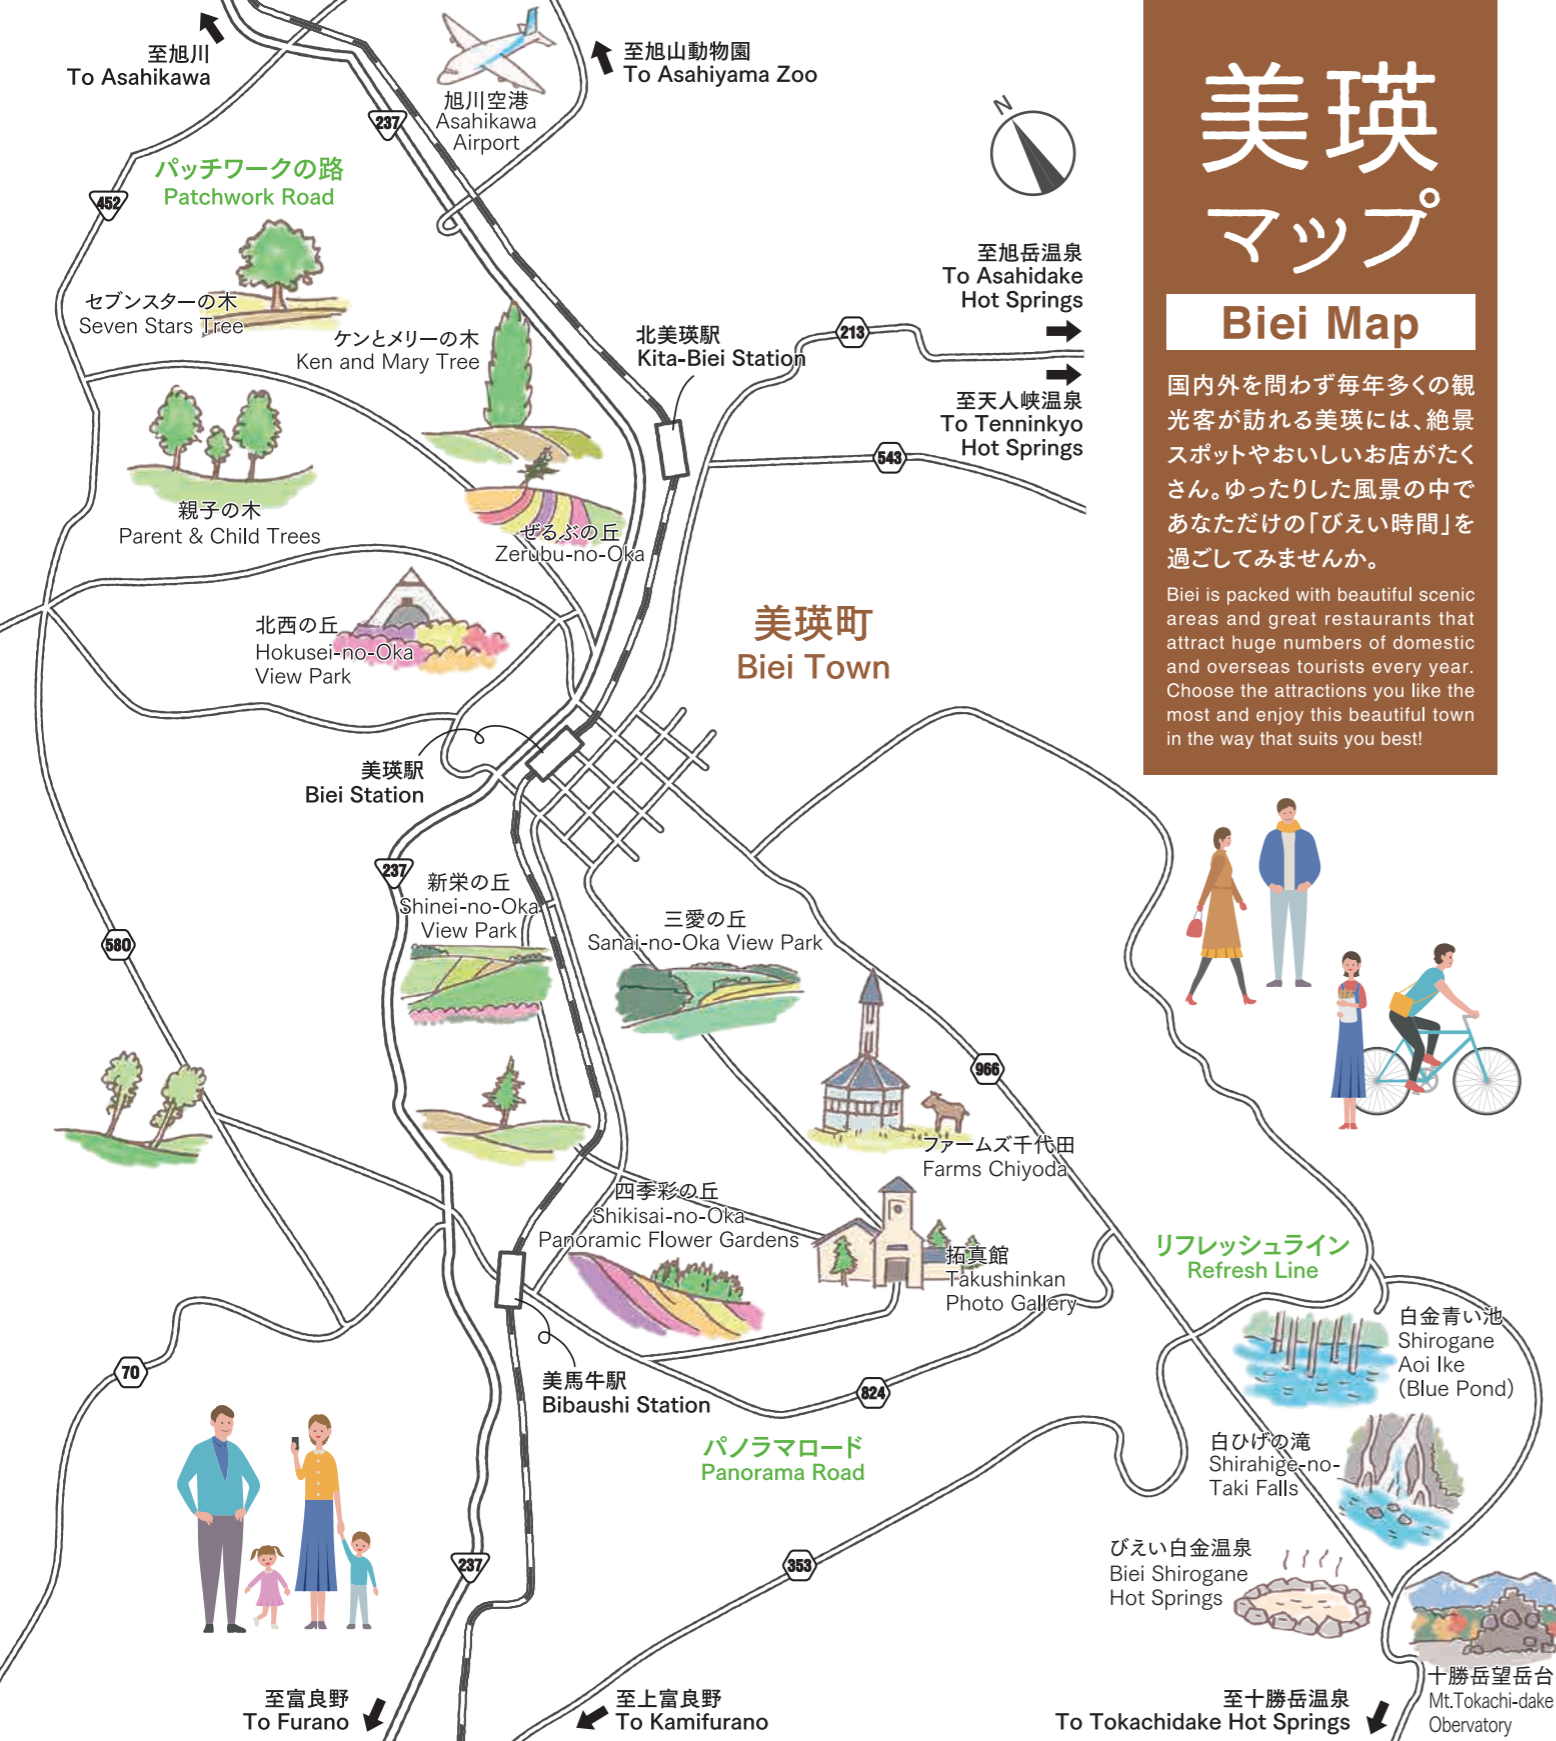 至旭川
To Asahikawa
旭川空港
Asahikawa
Airport
至旭山動物園
To Asahiyama Zoo
N
美瑛
マップ
Biei Map
国内外を問わず毎年多くの観
光客が訪れる美瑛には、絶景
スポットやおいしいお店がたく
さん。ゆったりした風景の中で
あなただけの「びえい時間」を
過ごしてみませんか。
Biei is packed with beautiful scenic
areas and great restaurants that
attract huge numbers of domestic
and overseas tourists every year.
Choose the attractions you like the
most and enjoy this beautiful town
in the way that suits you best!
237
パッチワークの路
Patchwork Road
452
セブンスターの木
Seven Stars Tree
ケンとメリーの木
Ken and Mary Tree
北美瑛駅
Kita-Biei Station
213
至旭岳温泉
To Asahidake
Hot Springs
至天人峡温泉
To Tenninkyo
Hot Springs
543
親子の木
Parent & Child Trees
ぜるぶの丘
Zerubu-no-Oka
北西の丘
Hokusei-no-Oka
View Park
美瑛町
Biei Town
美瑛駅
Biei Station
237
新栄の丘
Shinei-no-Oka
View Park
三愛の丘
Sanai-no-Oka View Park
580
966
ファームズ千代田
Farms Chiyoda
四季彩の丘
Shikisai-no-Oka
Panoramic Flower Gardens
拓真館
Takushinkan
Photo Gallery
リフレッシュライン
Refresh Line
白金青い池
Shirogane
Aoi Ike
(Blue Pond)
70
美馬牛駅
Bibaushi Station
824
パノラマロード
Panorama Road
白ひげの滝
Shirahige-no-
Taki Falls
びえい白金温泉
Biei Shirogane
Hot Springs
237
353
十勝岳望岳台
Mt.Tokachi-dake
Obervatory
至富良野
To Furano
至上富良野
To Kamifurano
至十勝岳温泉
To Tokachidake Hot Springs